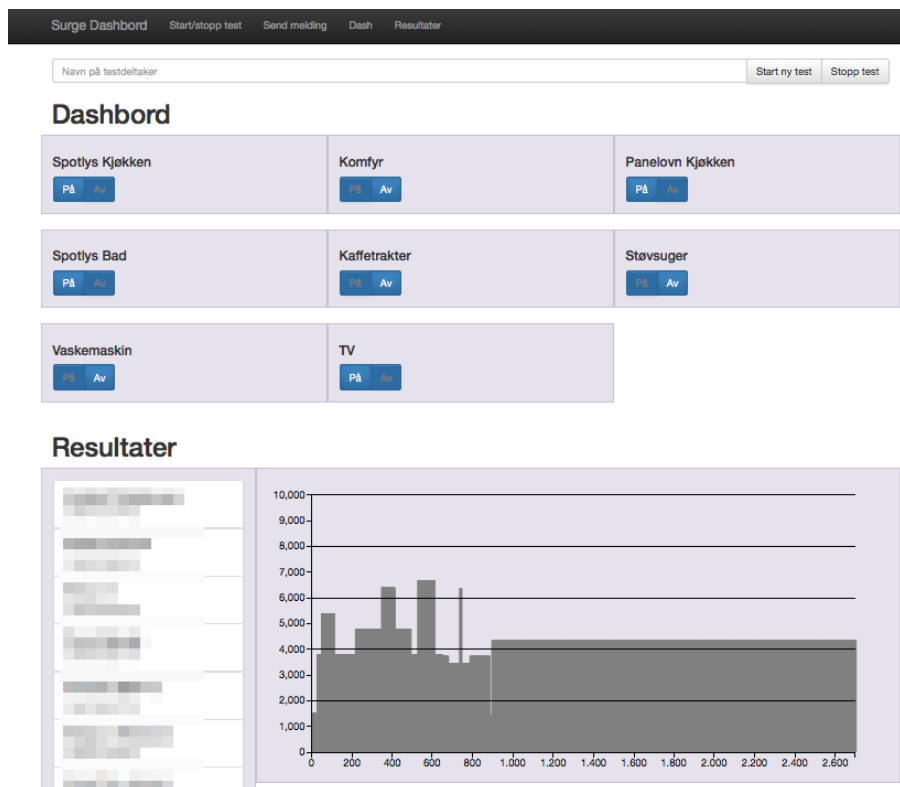 Surge Dashbord Start/stopp test Send melding Dash Resultater
Navn på testdeltaker Start ny test Stopp test
Dashbord
Spotlys Kjøkken Komfyr Panelovn Kjøkken
På Av På Av På Av
Spotlys Bad Kaffetrakter Støvsuger
På Av På Av På Av
Vaskemaskin TV
På Av På Av
Resultater
10,000
9,000
8,000
7,000
6,000
5,000
4,000
3,000
2,000
1,000
0
0 200 400 600 800 1.000 1.200 1.400 1.600 1.800 2.000 2.200 2.400 2.600